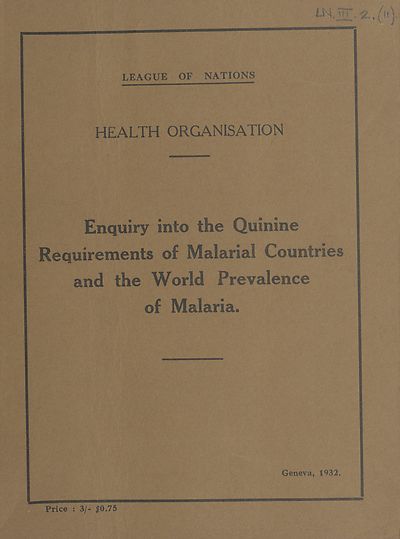 LN. III. 2. (11)
LEAGUE OF NATIONS
HEALTH ORGANISATION
Enquiry into the Quinine
Requirements of Malarial Countries
and the World Prevalence
of Malaria.
Geneva, 1932.
Price : 3/- $0.75